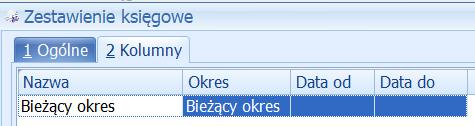 Zestawienie księgowe
1 Ogólne 2 Kolumny
Nazwa Okres Data od Data do
Bieżący okres Bieżący okres